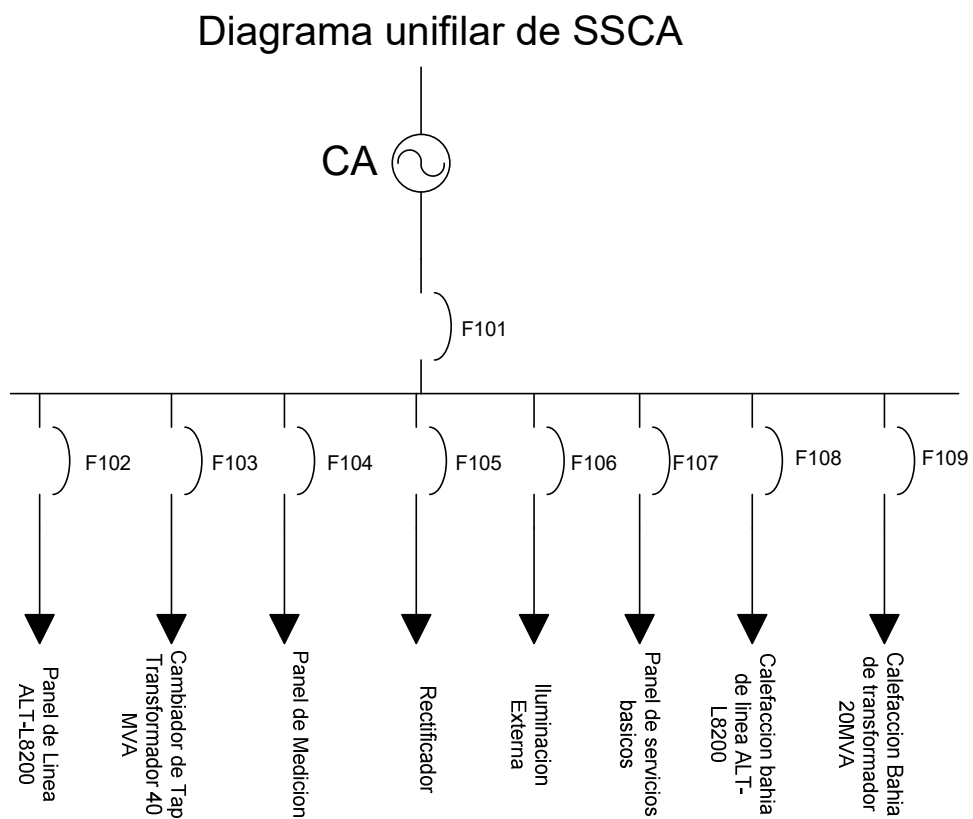 Diagrama unifilar de SSCA
CA
F101
F102
F103
F104
F105
F106
F107
F108
F109
Panel de Linea
ALT-L8200
Cambiador de Tap
Transformador 40
MVA
Panel de Medicion
Rectificador
Iluminacion
Externa
Panel de servicios
basicos
Calefaccion bahia
de linea ALT-
L8200
Calefaccion Bahia
de transformador
20MVA